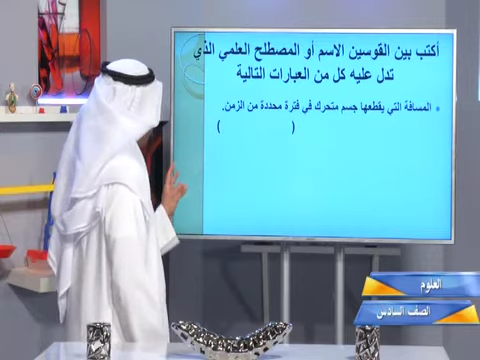 أكتب بين القوسين الاسم أو المصطلح العلمي الذي
تدل عليه كل من العبارات التالية
المسافة التي يقطعها جسم متحرك في فترة محددة من الزمن.
( )
العلوم
الصف السادس